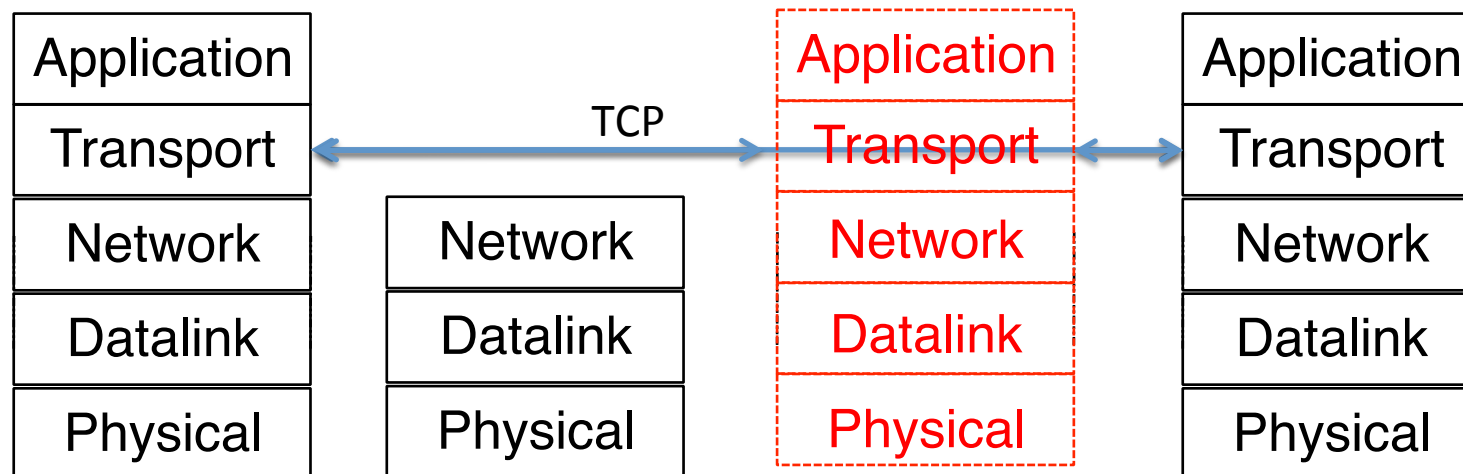 Application
Transport
Network
Datalink
Physical
TCP
Network
Datalink
Physical
Application
Transport
Network
Datalink
Physical
Application
Transport
Network
Datalink
Physical